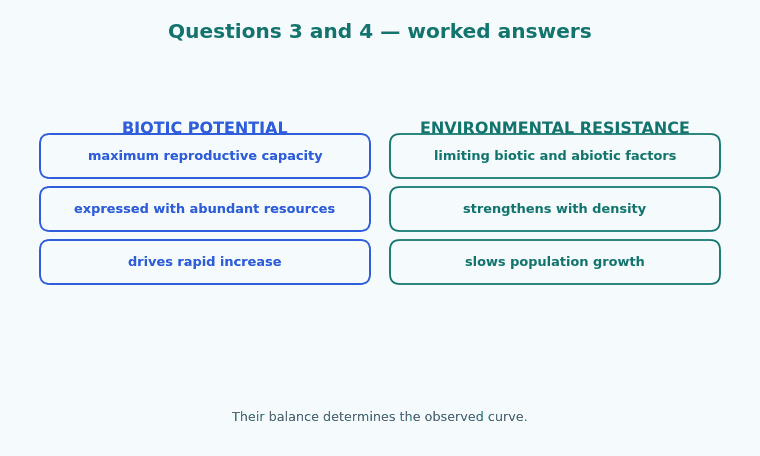 Questions 3 and 4 — worked answers
BIOTIC POTENTIAL
maximum reproductive capacity
expressed with abundant resources
drives rapid increase
ENVIRONMENTAL RESISTANCE
limiting biotic and abiotic factors
strengthens with density
slows population growth
Their balance determines the observed curve.